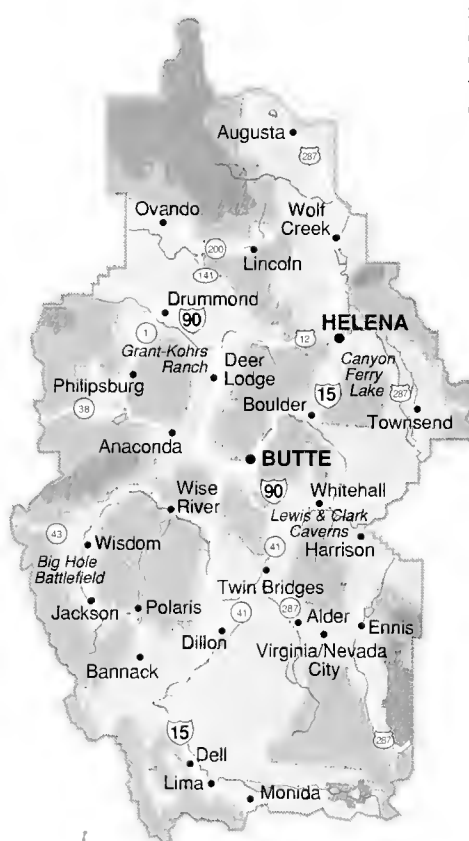 Augusta
287
Ovando
Wolf
Creek
200
Lincoln
141
Drummond
90
1
12
HELENA
Grant-Kohrs
Ranch
Deer
Lodge
Canyon
Ferry
Lake
Philipsburg
15
287
38
Boulder
Townsend
Anaconda
BUTTE
Wise
River
90
Whitehall
Lewis & Clark
Caverns
43
41
Harrison
Wisdom
Big Hole
Battlefield
Twin Bridges
Jackson
Polaris
41
287
Alder
Ennis
Dillon
Virginia/Nevada
City
Bannack
15
287
Dell
Lima
Monida